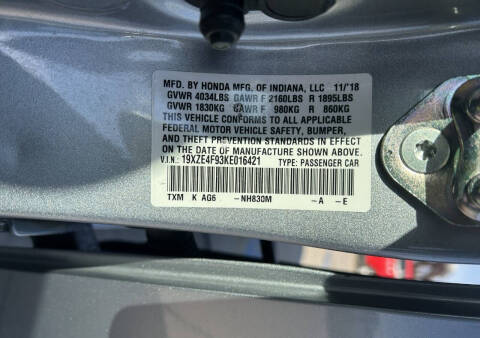 MFD. BY HONDA MFG. OF INDIANA, LLC 11/'18
GVWR 4034LBS GAWR F 2160LBS R 1895LBS
GVWR 1830KG GAWR F 980KG R 860KG
THIS VEHICLE CONFORMS TO ALL APPLICABLE
FEDERAL MOTOR VEHICLE SAFETY, BUMPER,
AND THEFT PREVENTION STANDARDS IN EFFECT
ON THE DATE OF MANUFACTURE SHOWN ABOVE.
V.I.N.: 19XZE4F93KE016421 TYPE: PASSENGER CAR
TXM K AG6 -NH830M -A -E